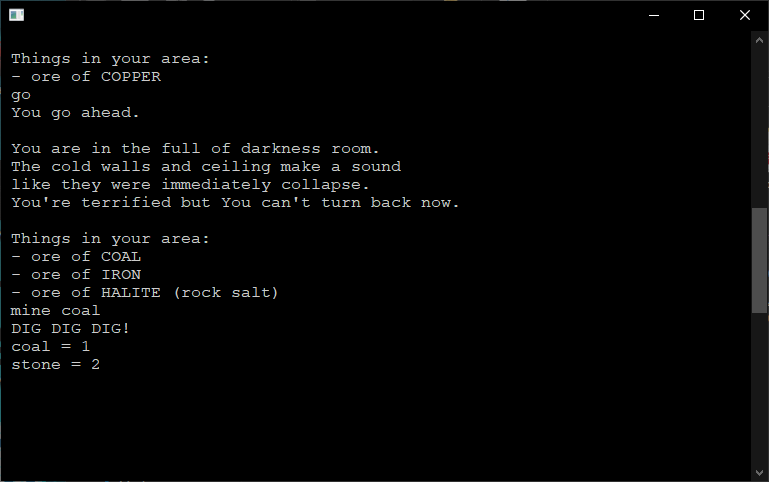 Things in your area:
- ore of COPPER
go
You go ahead.
You are in the full of darkness room.
The cold walls and ceiling make a sound
like they were immediately collapse.
You're terrified but You can't turn back now.
Things in your area:
- ore of COAL
- ore of IRON
- ore of HALITE (rock salt)
mine coal
DIG DIG DIG!
coal = 1
stone = 2